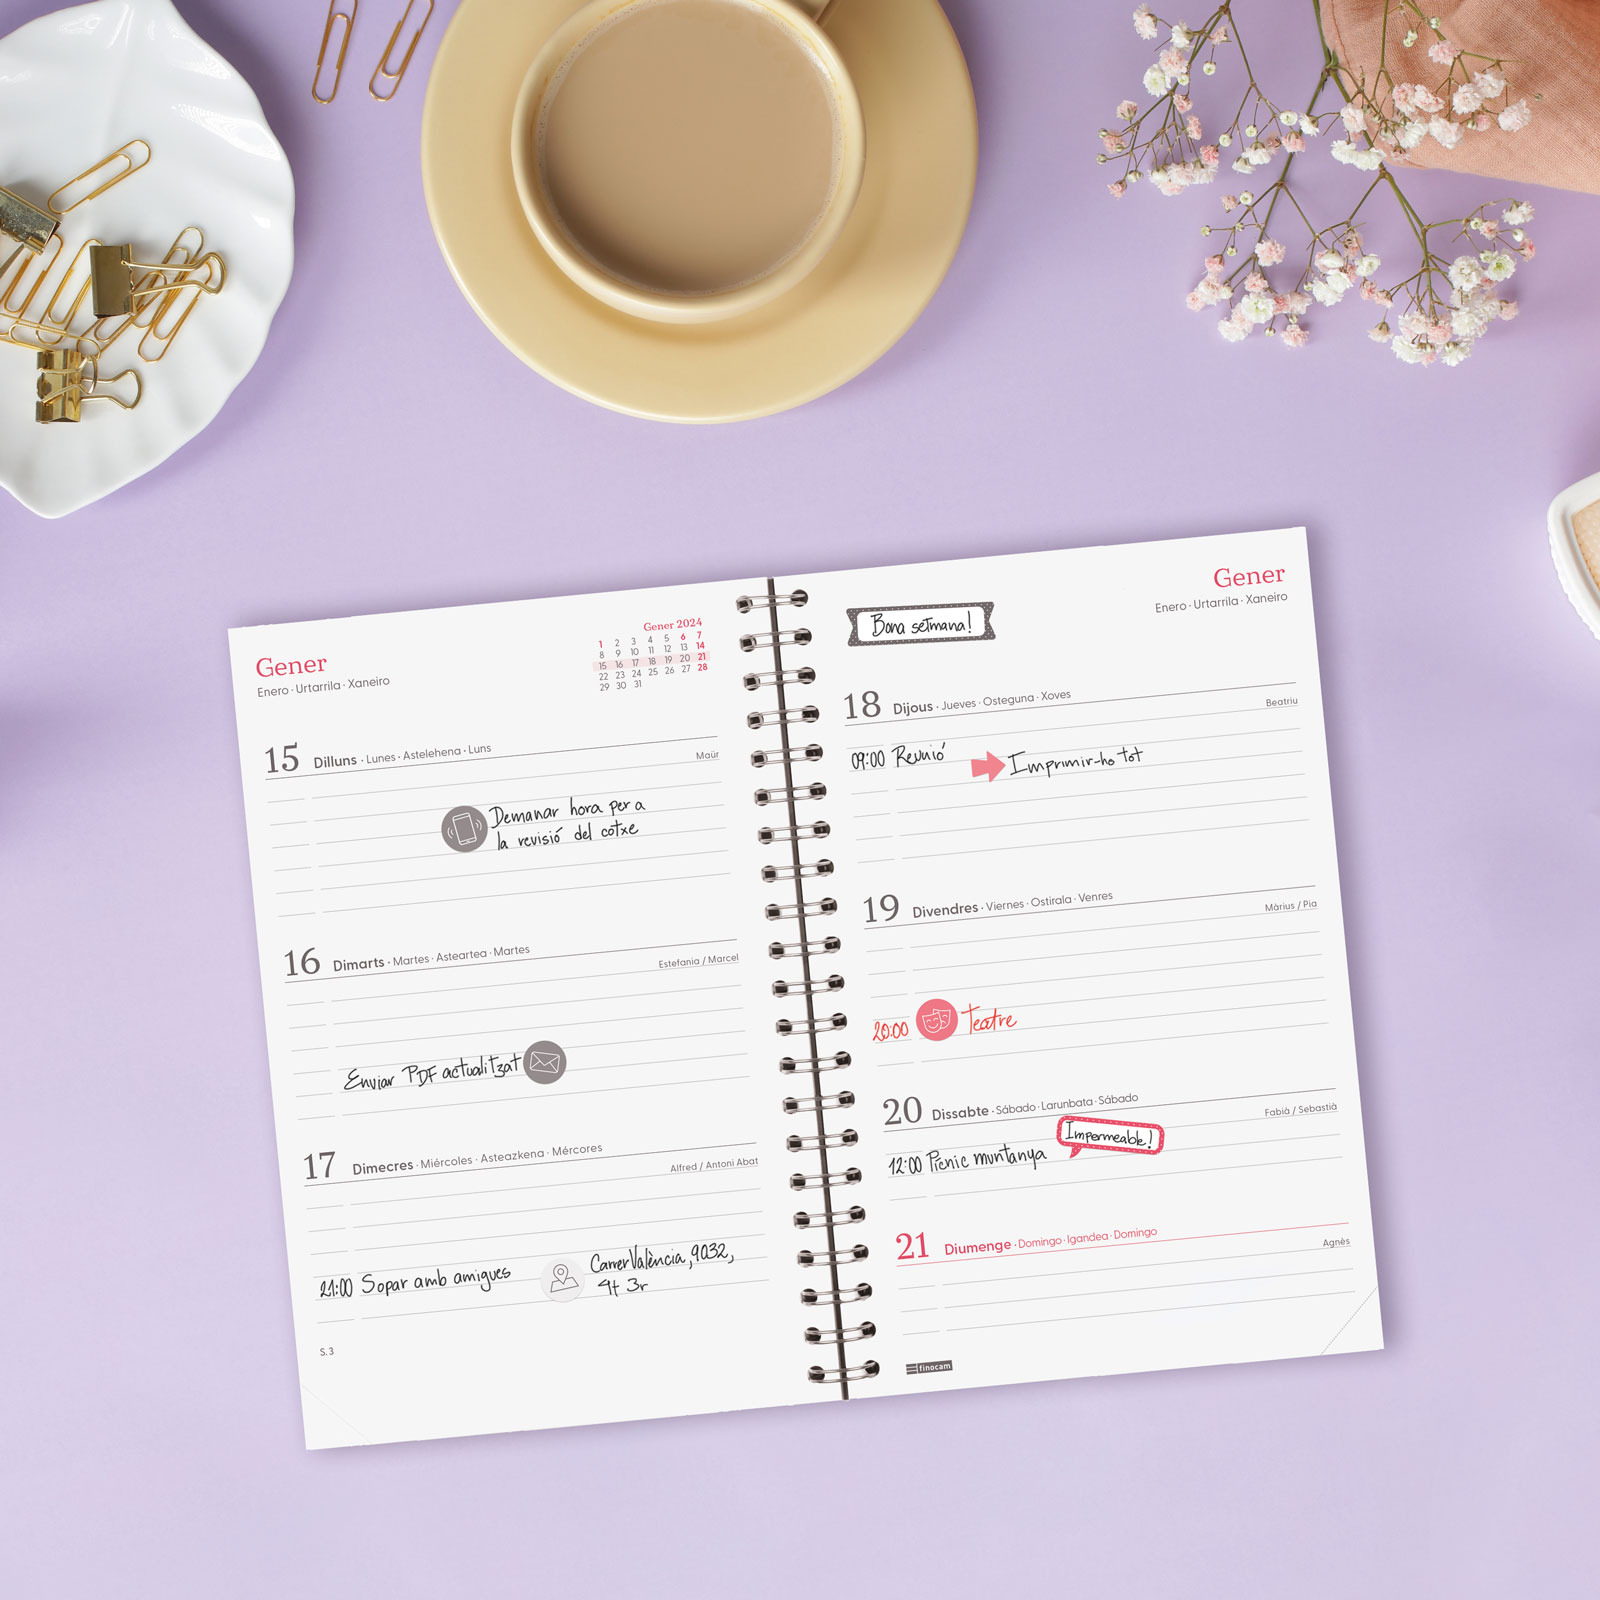 Gener
Enero · Urtarrila · Xaneiro
Gener 2024
1 2 3 4 5 6 7
8 9 10 11 12 13 14
15 16 17 18 19 20 21
22 23 24 25 26 27 28
29 30 31
15 Dilluns · Lunes · Astelehena · Luns
Maür
Demanar hora per a
la revisió del cotxe
16 Dimarts · Martes · Asteartea · Martes
Estefania / Marcel
Enviar PDF actualitzat
17 Dimecres · Miércoles · Asteazkena · Mércores
Alfred / Antoni Abat
21:00 Sopar amb amigues
Carrer València, 9032,
4t 3r
S. 3
Gener
Enero · Urtarrila · Xaneiro
Bona setmana!
18 Dijous · Jueves · Osteguna · Xoves
Beatriu
09:00 Reunió
Imprimir-ho tot
19 Divendres · Viernes · Ostirala · Venres
Màrius / Pia
20:00 Teatre
20 Dissabte · Sábado · Larunbata · Sábado
Fabià / Sebastià
Impermeable!
12:00 Pícnic muntanya
21 Diumenge · Domingo · Igandea · Domingo
Agnès
finocam